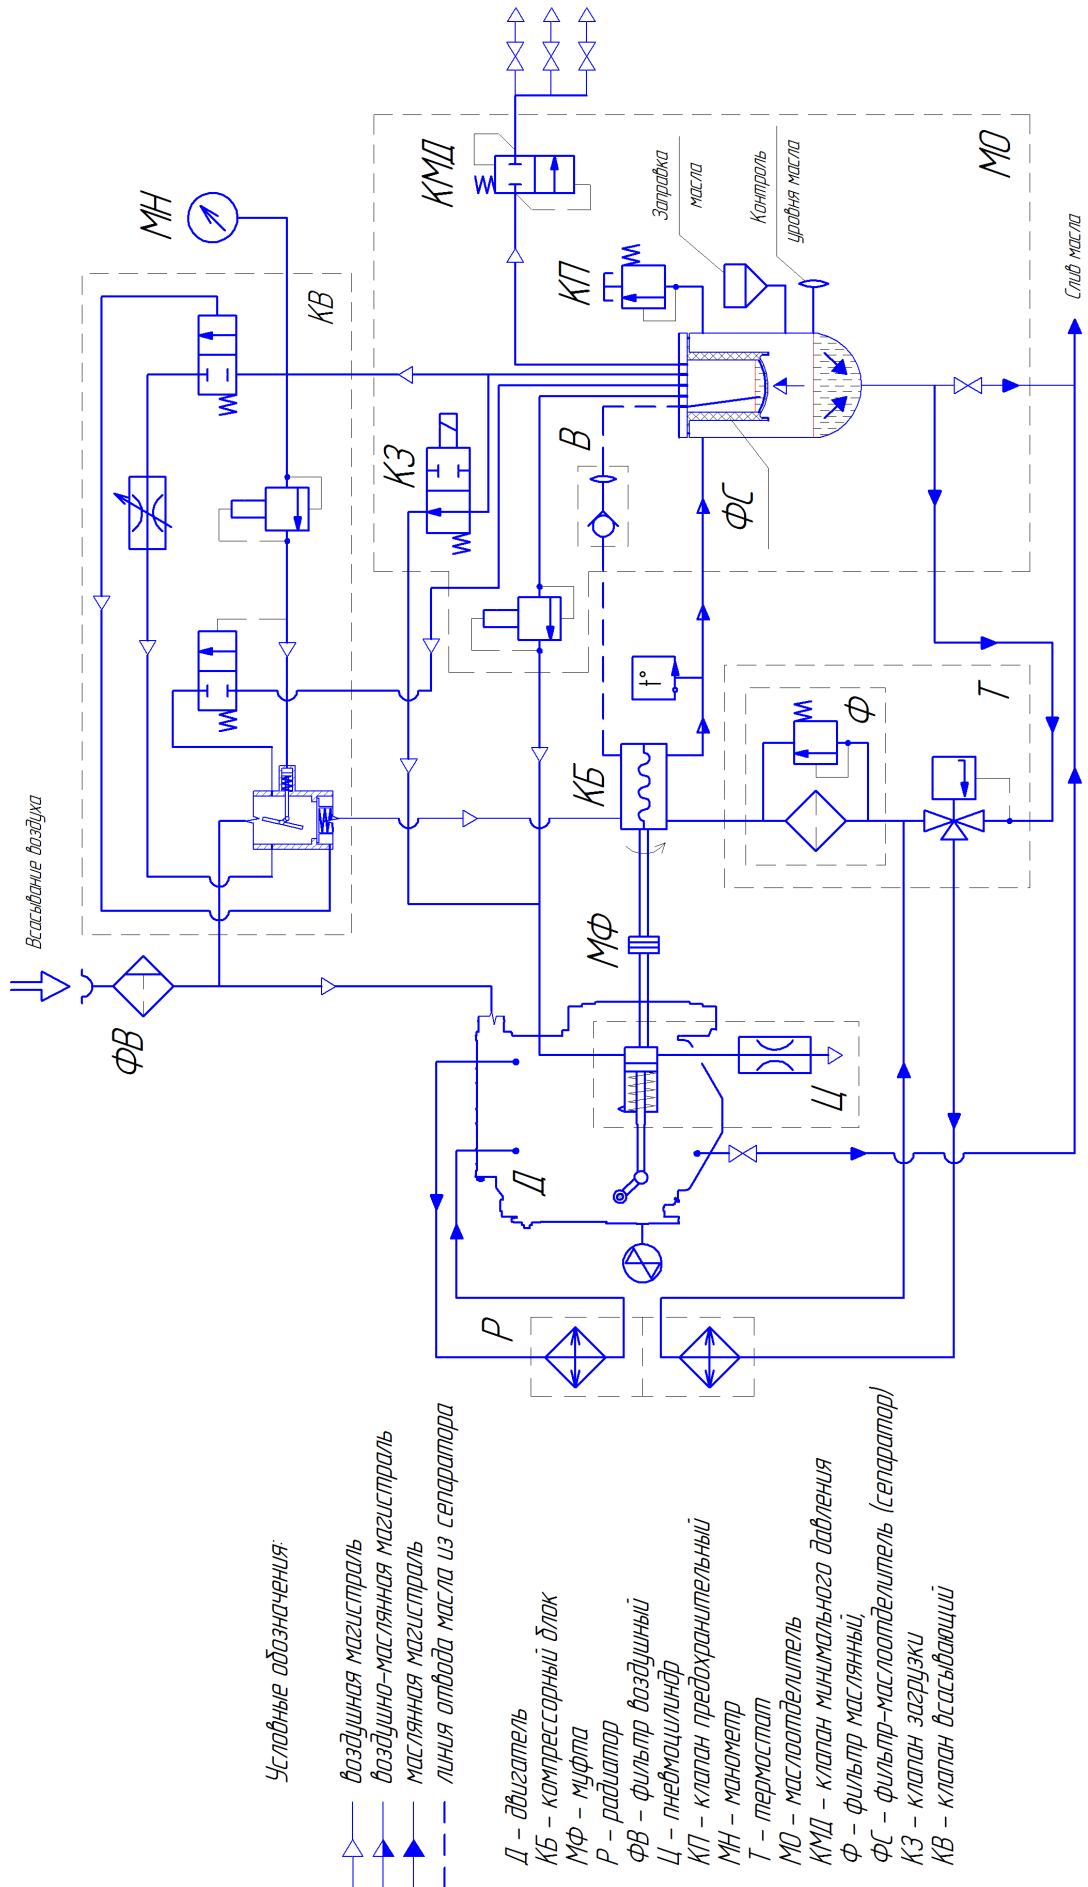 Всасывание воздуха
ФВ
МН
КВ
КМД
КЗ
КП
Заправка
масла
Контроль
уровня масла
МО
Слив масла
В
ФС
t°
КБ
Ф
Т
МФ
Ц
Д
Р
Условные обозначения:
воздушная магистраль
воздушно-маслянная магистраль
маслянная магистраль
линия отвода масла из сепаратора
Д - двигатель
КБ - компрессорный блок
МФ - муфта
Р - радиатор
ФВ - фильтр воздушный
Ц - пневмоцилиндр
КП - клапан предохранительный
МН - манометр
Т - термостат
МО - маслоотделитель
КМД - клапан минимального давления
Ф - фильтр маслянный,
ФС - фильтр-маслоотделитель (сепаратор)
КЗ - клапан загрузки
КВ - клапан всасывающий